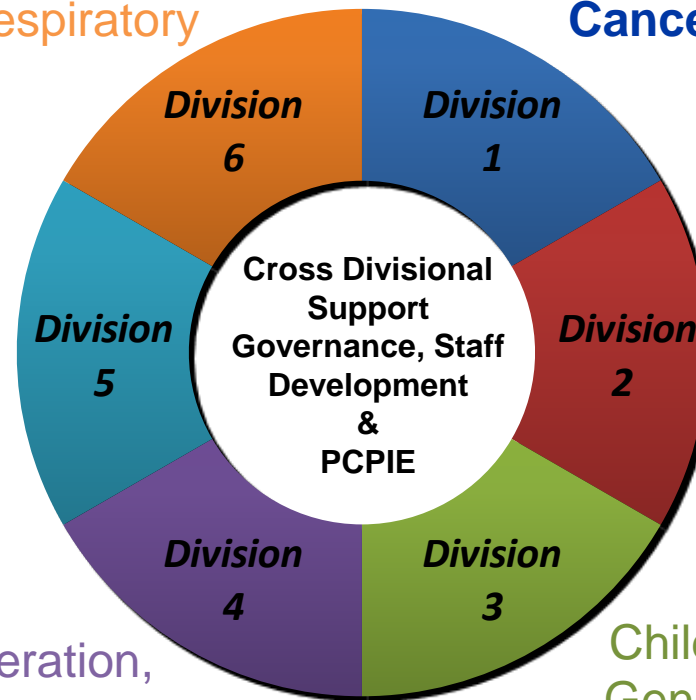 espiratory
Cance
Division
6
Division
1
Cross Divisional
Support
Governance, Staff
Development
&
PCPIE
Division
5
Division
2
Division
4
Division
3
eration,
Chil
Gen